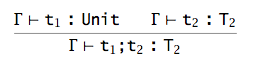 Γ ⊢ t₁ : Unit Γ ⊢ t₂ : T₂
Γ ⊢ t₁;t₂ : T₂